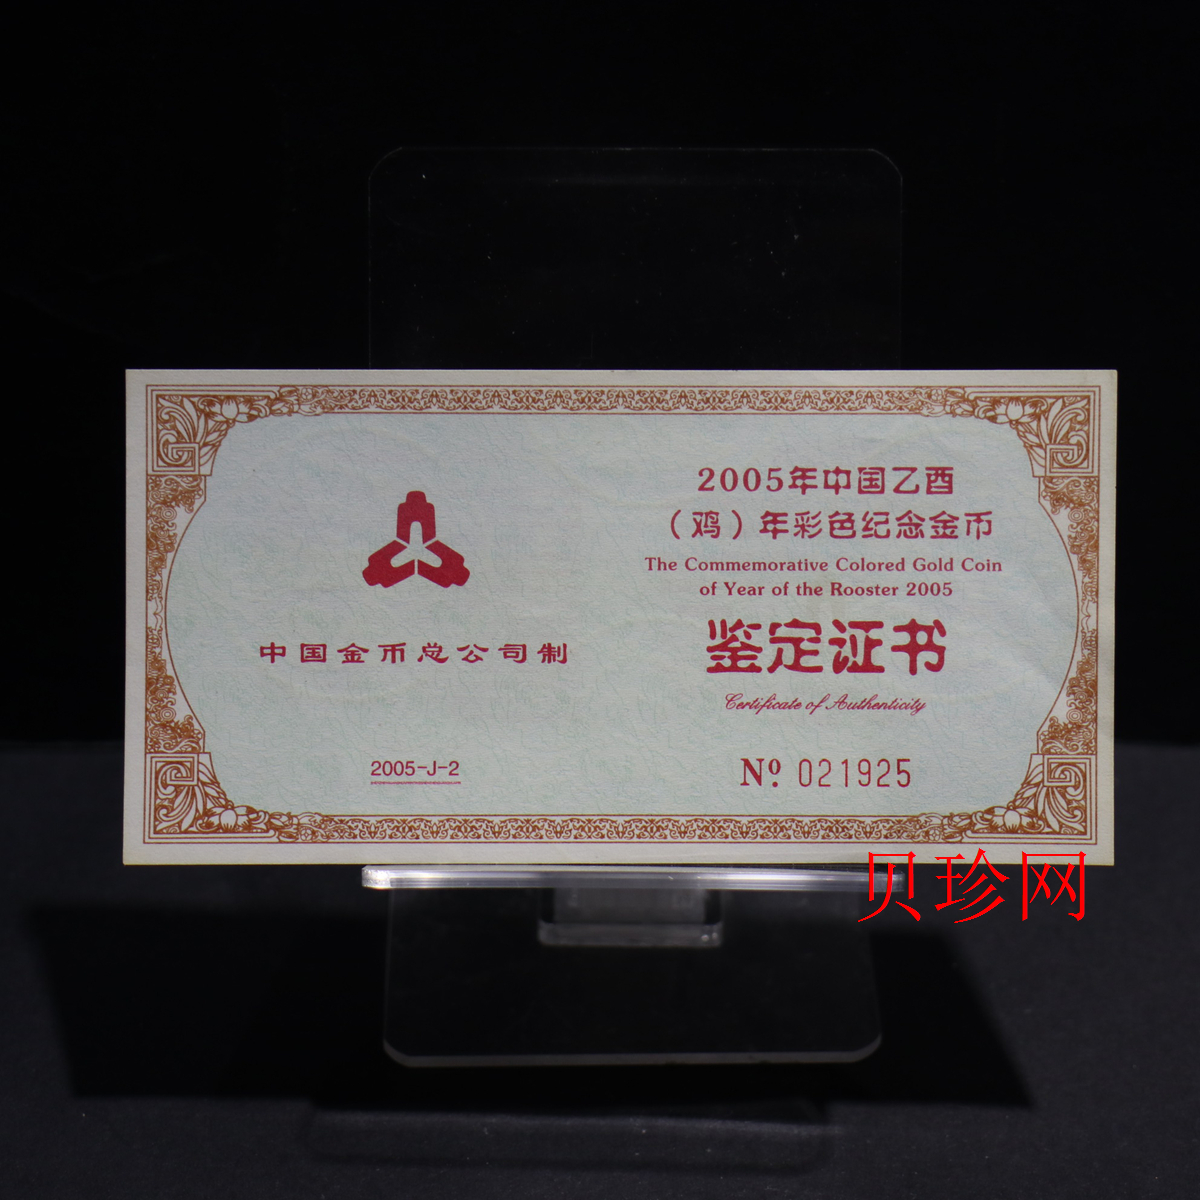 中国金币总公司制
2005-J-2
2005年中国乙酉
（鸡）年彩色纪念金币
The Commemorative Colored Gold Coin
of Year of the Rooster 2005
鉴定证书
Certificate of Authenticity
Nº 021925
贝珍网